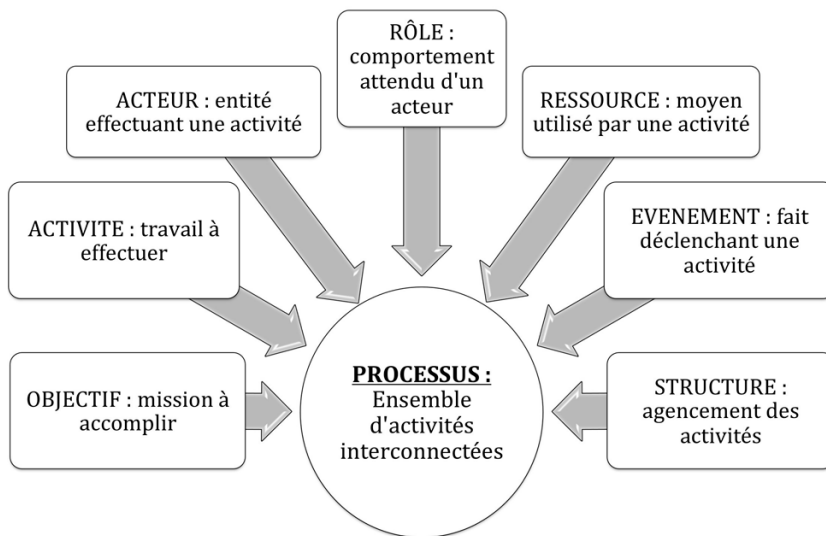 RÔLE :
comportement
attendu d'un
acteur
ACTEUR : entité
effectuant une activité
RESSOURCE : moyen
utilisé par une activité
ACTIVITE : travail à
effectuer
EVENEMENT : fait
déclenchant une
activité
OBJECTIF : mission à
accomplir
PROCESSUS :
Ensemble
d'activités
interconnectées
STRUCTURE :
agencement des
activités